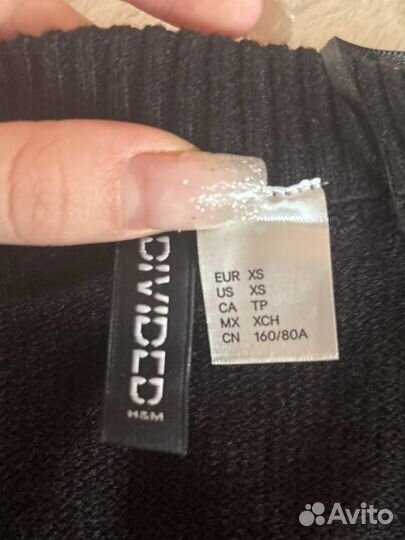 DIVIDED
H&M
EUR XS
US XS
CA TP
MX XCH
CN 160/80A
Avito